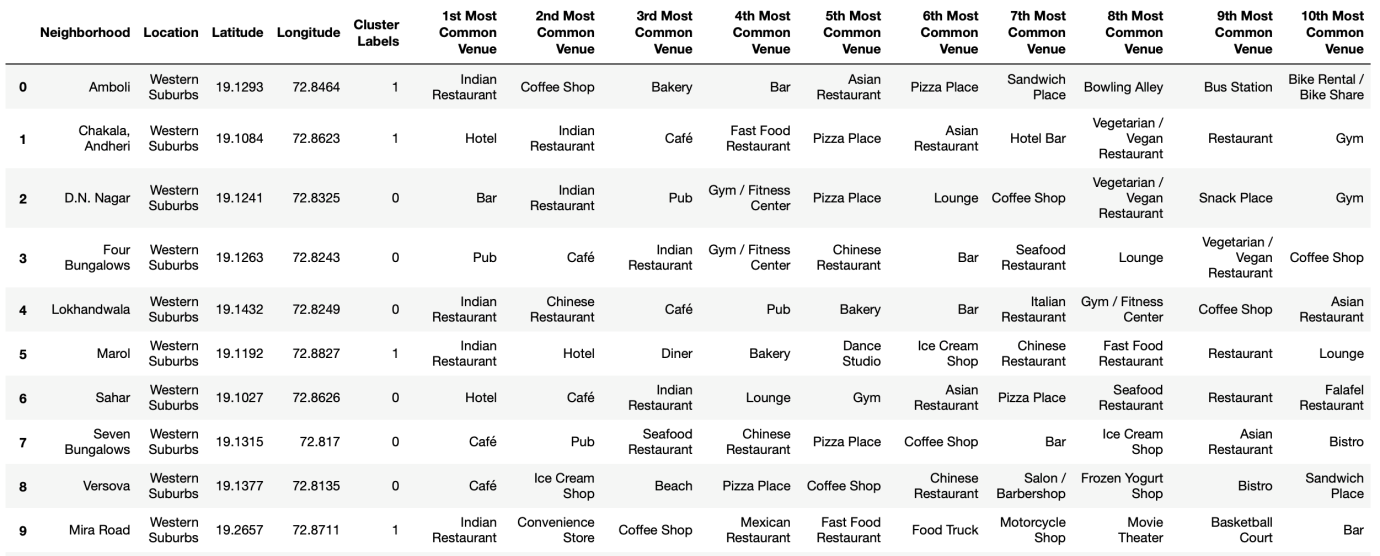 Neighborhood Location Latitude Longitude Cluster Labels 1st Most Common Venue 2nd Most Common Venue 3rd Most Common Venue 4th Most Common Venue 5th Most Common Venue 6th Most Common Venue 7th Most Common Venue 8th Most Common Venue 9th Most Common Venue 10th Most Common Venue
0 Amboli Western Suburbs 19.1293 72.8464 1 Indian Restaurant Coffee Shop Bakery Bar Asian Restaurant Pizza Place Sandwich Place Bowling Alley Bus Station Bike Rental / Bike Share
1 Chakala, Andheri Western Suburbs 19.1084 72.8623 1 Hotel Indian Restaurant Café Fast Food Restaurant Pizza Place Asian Restaurant Hotel Bar Vegetarian / Vegan Restaurant Restaurant Gym
2 D.N. Nagar Western Suburbs 19.1241 72.8325 0 Bar Indian Restaurant Pub Gym / Fitness Center Pizza Place Lounge Coffee Shop Vegetarian / Vegan Restaurant Snack Place Gym
3 Four Bungalows Western Suburbs 19.1263 72.8243 0 Pub Café Indian Restaurant Gym / Fitness Center Chinese Restaurant Bar Seafood Restaurant Lounge Vegetarian / Vegan Restaurant Coffee Shop
4 Lokhandwala Western Suburbs 19.1432 72.8249 0 Indian Restaurant Chinese Restaurant Café Pub Bakery Bar Italian Restaurant Gym / Fitness Center Coffee Shop Asian Restaurant
5 Marol Western Suburbs 19.1192 72.8827 1 Indian Restaurant Hotel Diner Bakery Dance Studio Ice Cream Shop Chinese Restaurant Fast Food Restaurant Restaurant Lounge
6 Sahar Western Suburbs 19.1027 72.8626 0 Hotel Café Indian Restaurant Lounge Gym Asian Restaurant Pizza Place Seafood Restaurant Restaurant Falafel Restaurant
7 Seven Bungalows Western Suburbs 19.1315 72.817 0 Café Pub Seafood Restaurant Chinese Restaurant Pizza Place Coffee Shop Bar Ice Cream Shop Asian Restaurant Bistro
8 Versova Western Suburbs 19.1377 72.8135 0 Café Ice Cream Shop Beach Pizza Place Coffee Shop Chinese Restaurant Salon / Barbershop Frozen Yogurt Shop Bistro Sandwich Place
9 Mira Road Western Suburbs 19.2657 72.8711 1 Indian Restaurant Convenience Store Coffee Shop Mexican Restaurant Fast Food Restaurant Food Truck Motorcycle Shop Movie Theater Basketball Court Bar